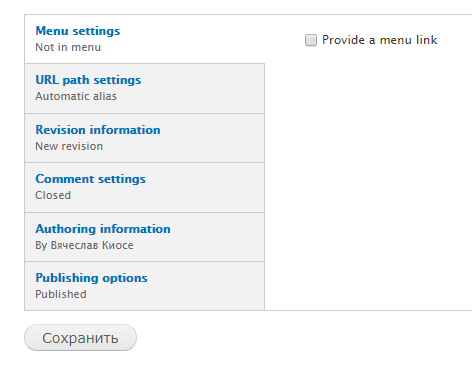 Menu settings
Not in menu
Provide a menu link
URL path settings
Automatic alias
Revision information
New revision
Comment settings
Closed
Authoring information
By Вячеслав Киосе
Publishing options
Published
Сохранить